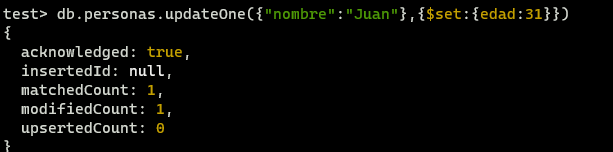 test> db.personas.updateOne({"nombre":"Juan"},{$set:{edad:31}})
{
  acknowledged: true,
  insertedId: null,
  matchedCount: 1,
  modifiedCount: 1,
  upsertedCount: 0
}